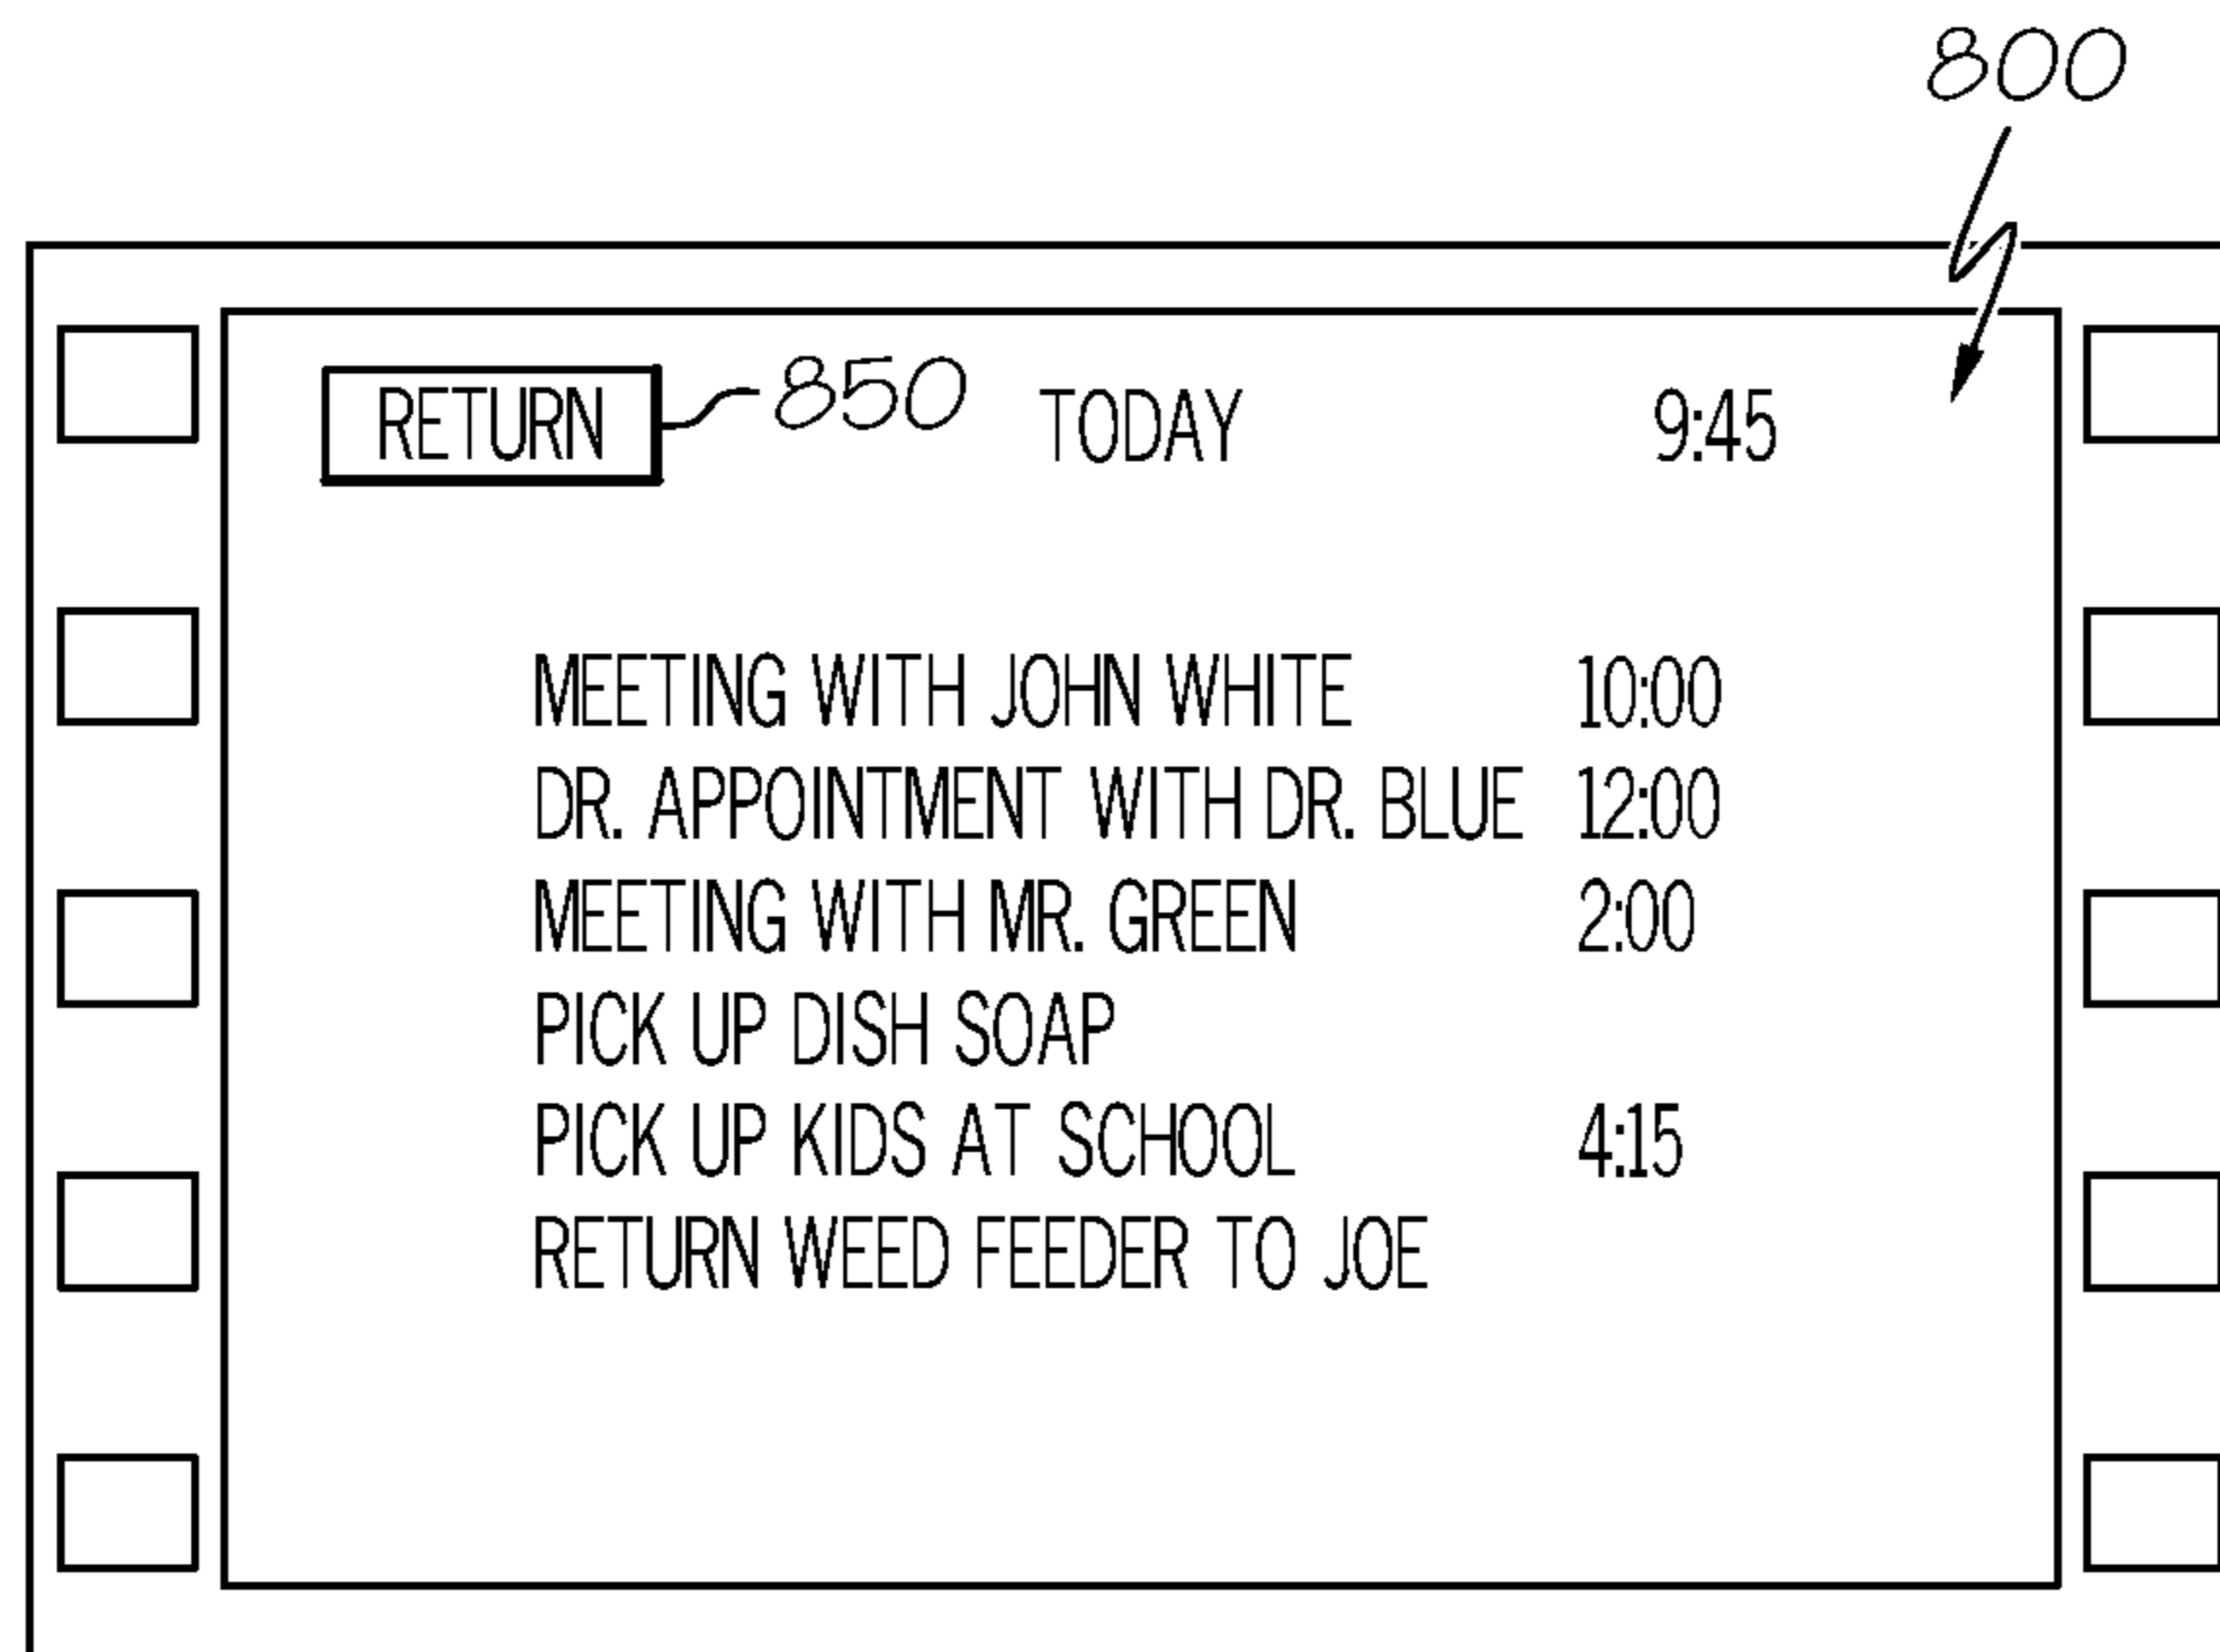 800
RETURN 850 TODAY 9:45
MEETING WITH JOHN WHITE 10:00
DR. APPOINTMENT WITH DR. BLUE 12:00
MEETING WITH MR. GREEN 2:00
PICK UP DISH SOAP
PICK UP KIDS AT SCHOOL 4:15
RETURN WEED FEEDER TO JOE